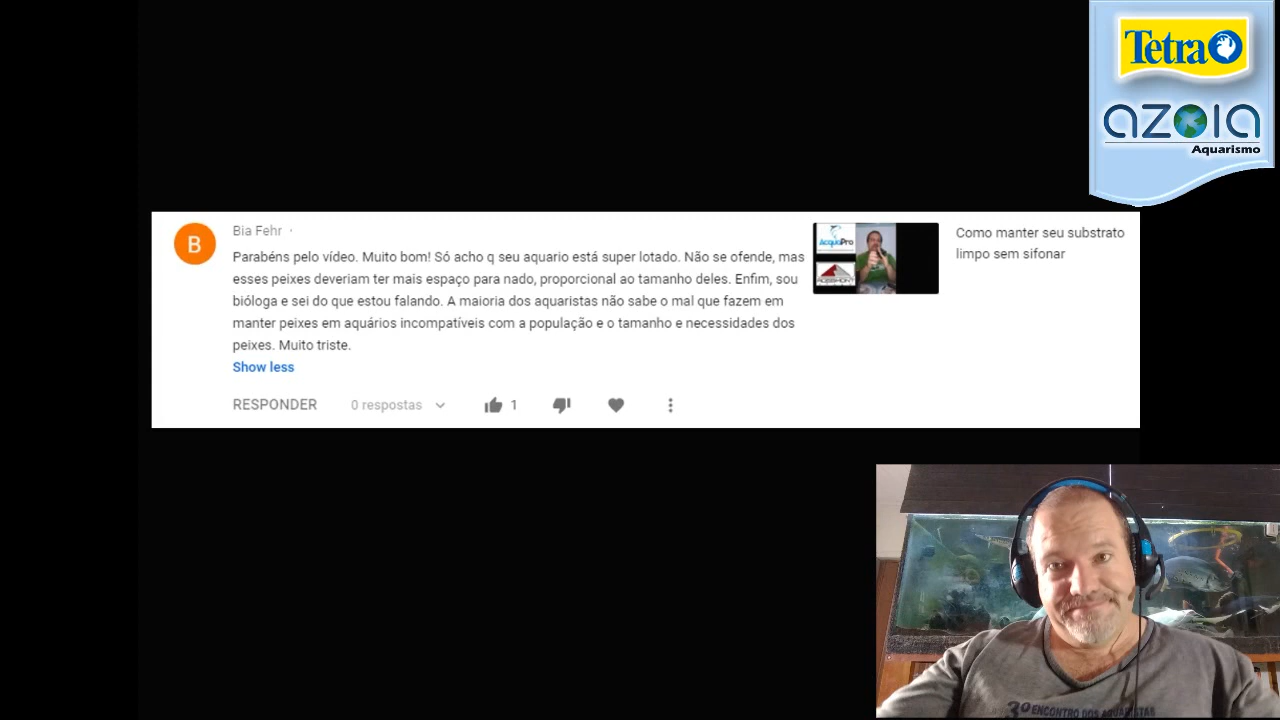 Tetra
azoia
Aquarismo
Bia Fehr ·
Parabéns pelo vídeo. Muito bom! Só acho q seu aquario está super lotado. Não se ofende, mas
esses peixes deveriam ter mais espaço para nado, proporcional ao tamanho deles. Enfim, sou
bióloga e sei do que estou falando. A maioria dos aquaristas não sabe o mal que fazem em
manter peixes em aquários incompatíveis com a população e o tamanho e necessidades dos
peixes. Muito triste.
Show less
RESPONDER
0 respostas
1
B
AcquaPro
Como manter seu substrato
limpo sem sifonar
3º ENCONTRO DOS AQUARISTAS